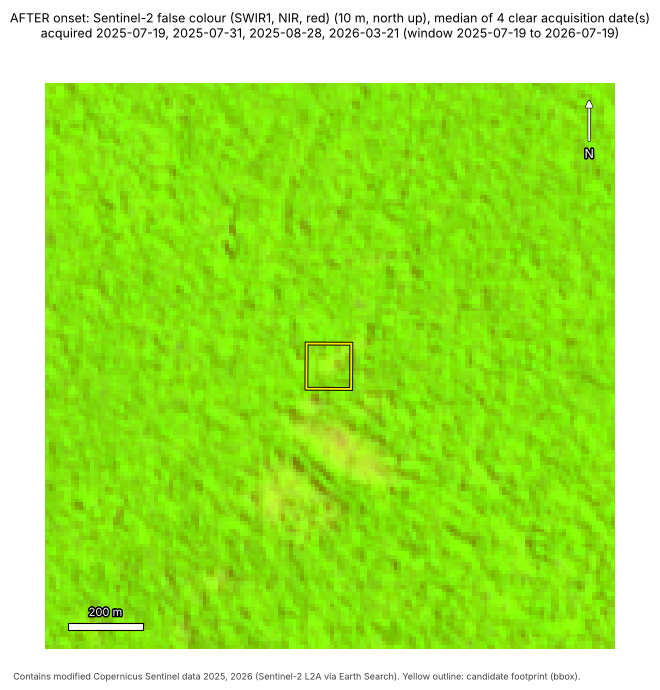 AFTER onset: Sentinel-2 false colour (SWIR1, NIR, red) (10 m, north up), median of 4 clear acquisition date(s)
acquired 2025-07-19, 2025-07-31, 2025-08-28, 2026-03-21 (window 2025-07-19 to 2026-07-19)
N
200 m
Contains modified Copernicus Sentinel data 2025, 2026 (Sentinel-2 L2A via Earth Search). Yellow outline: candidate footprint (bbox).